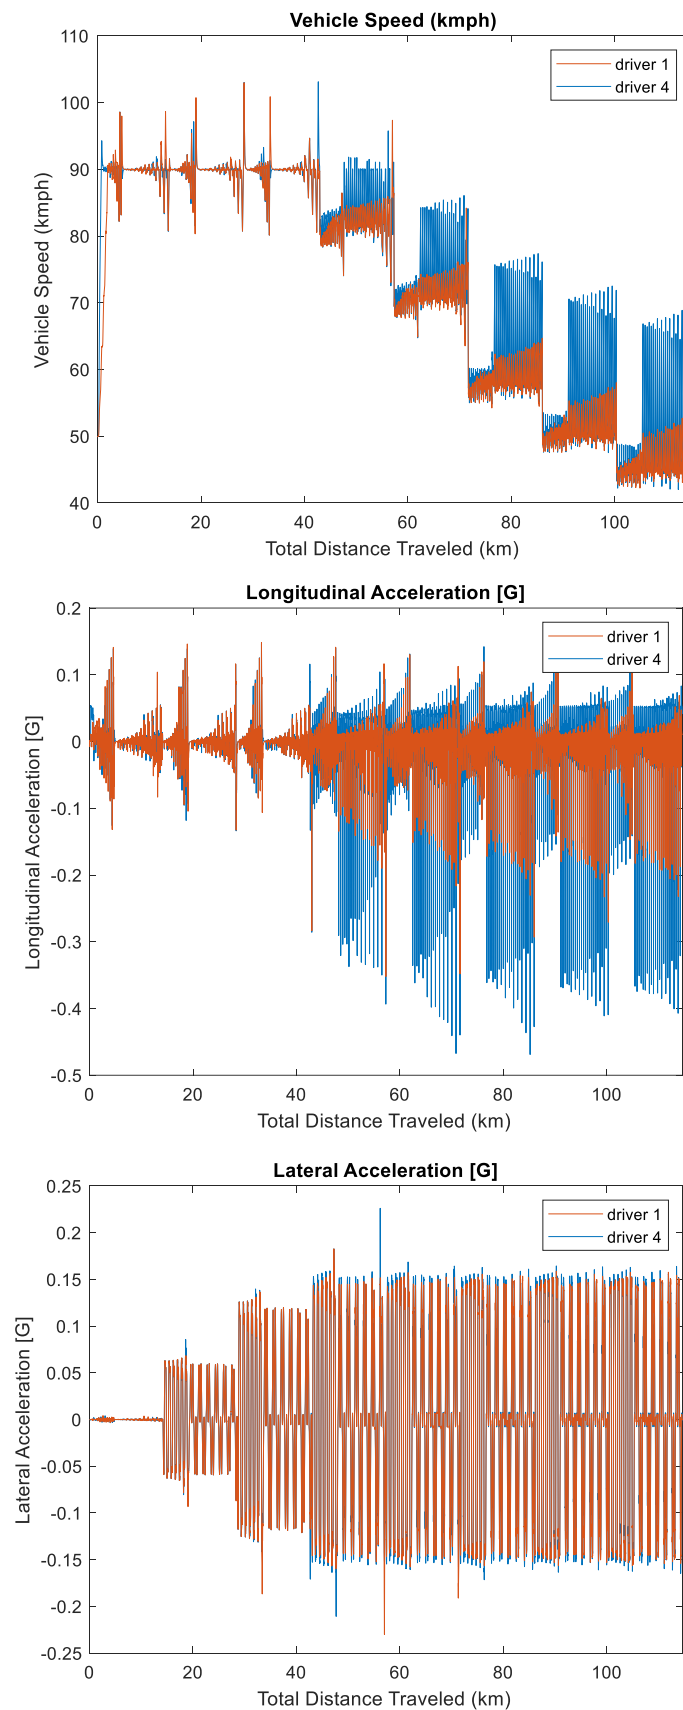 Vehicle Speed (kmph)
110
100
90
80
70
60
50
40
Vehicle Speed (kmph)
driver 1
driver 4
0 20 40 60 80 100
Total Distance Traveled (km)
Longitudinal Acceleration [G]
0.2
0.1
0
-0.1
-0.2
-0.3
-0.4
-0.5
Longitudinal Acceleration [G]
driver 1
driver 4
0 20 40 60 80 100
Total Distance Traveled (km)
Lateral Acceleration [G]
0.25
0.2
0.15
0.1
0.05
0
-0.05
-0.1
-0.15
-0.2
-0.25
Lateral Acceleration [G]
driver 1
driver 4
0 20 40 60 80 100
Total Distance Traveled (km)